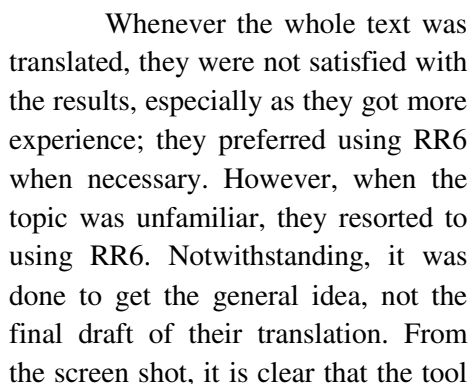 Whenever the whole text was
translated, they were not satisfied with
the results, especially as they got more
experience; they preferred using RR6
when necessary. However, when the
topic was unfamiliar, they resorted to
using RR6. Notwithstanding, it was
done to get the general idea, not the
final draft of their translation. From
the screen shot, it is clear that the tool